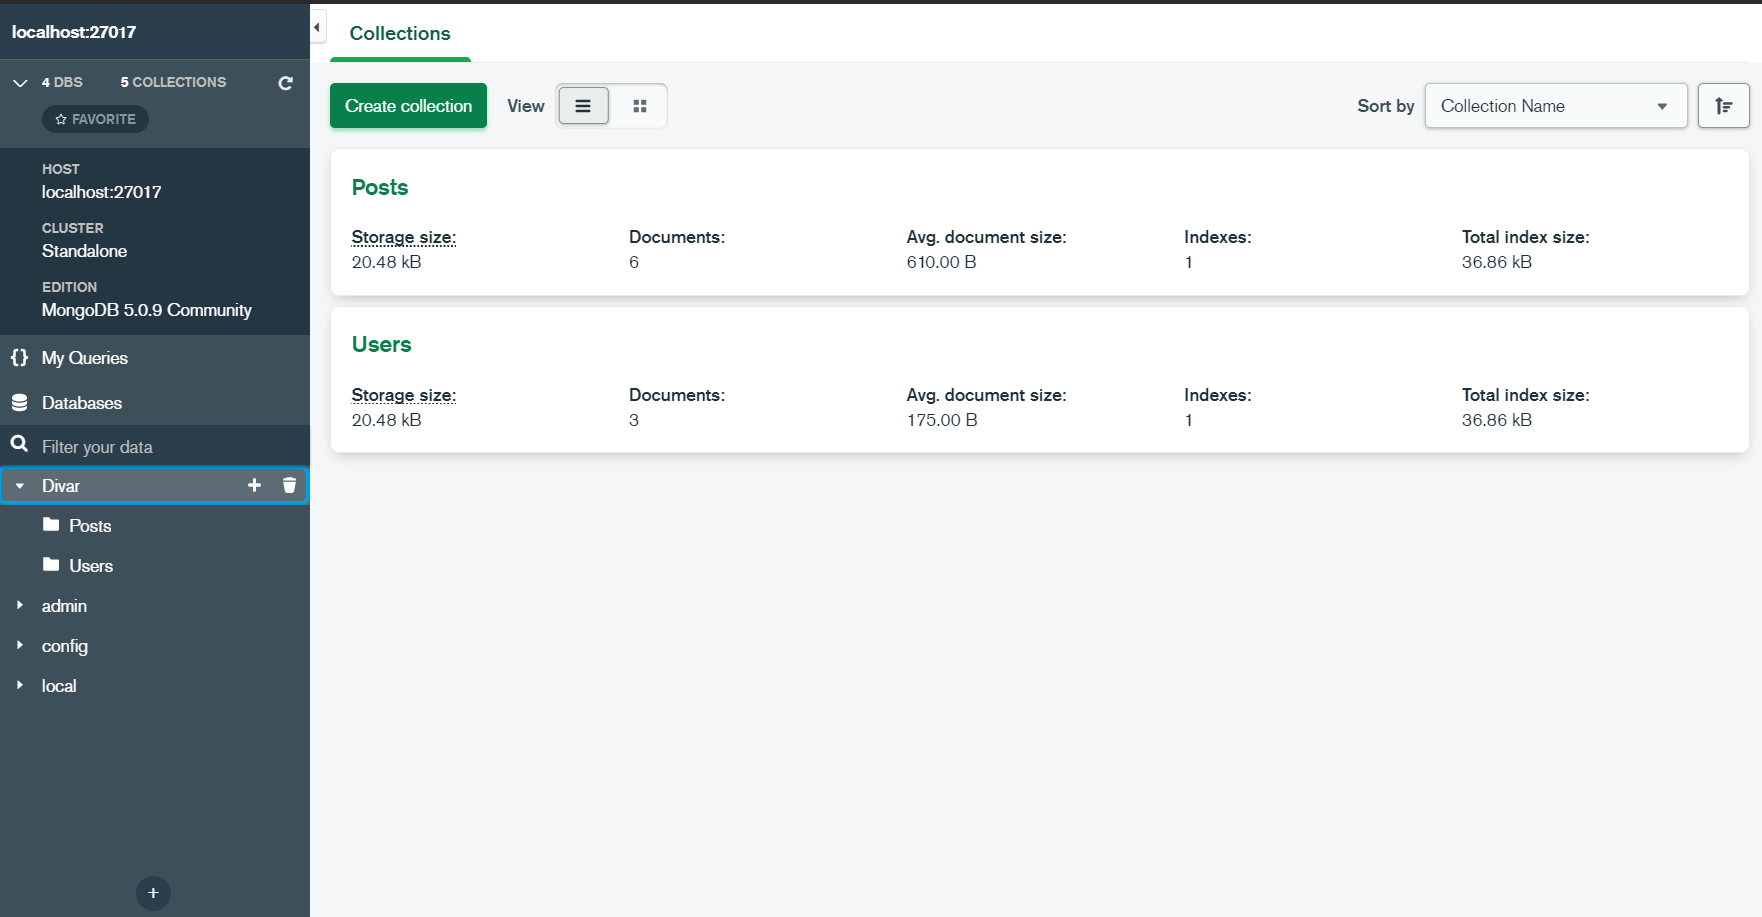 localhost:27017
4 DBS 5 COLLECTIONS
FAVORITE
HOST
localhost:27017
CLUSTER
Standalone
EDITION
MongoDB 5.0.9 Community
My Queries
Databases
Filter your data
Divar
Posts
Users
admin
config
local
Collections
Create collection View Sort by Collection Name
Posts
Storage size: Documents: Avg. document size: Indexes: Total index size:
20.48 kB 6 610.00 B 1 36.86 kB
Users
Storage size: Documents: Avg. document size: Indexes: Total index size:
20.48 kB 3 175.00 B 1 36.86 kB